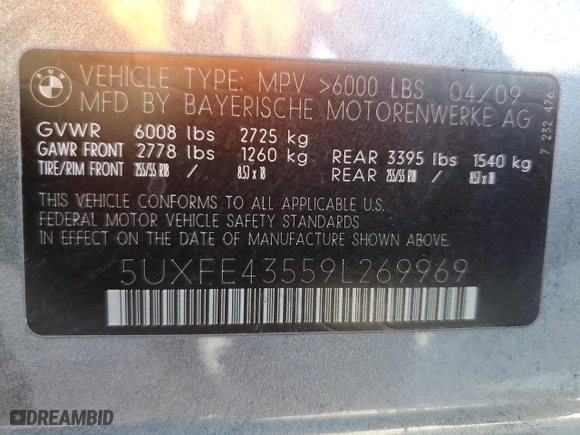 BMW
VEHICLE TYPE: MPV >6000 LBS 04/09
MFD BY BAYERISCHE MOTORENWERKE AG
GVWR 6008 lbs 2725 kg
GAWR FRONT 2778 lbs 1260 kg REAR 3395 lbs 1540 kg
TIRE/RIM FRONT 255/55 R18 / 8.5J x 18 REAR 255/55 R18 / 8.5J x 18
THIS VEHICLE CONFORMS TO ALL APPLICABLE U.S.
FEDERAL MOTOR VEHICLE SAFETY STANDARDS
IN EFFECT ON THE DATE OF MANUFACTURE SHOWN ABOVE.
5UXFE43559L269969
7 232 476
DREAMBID